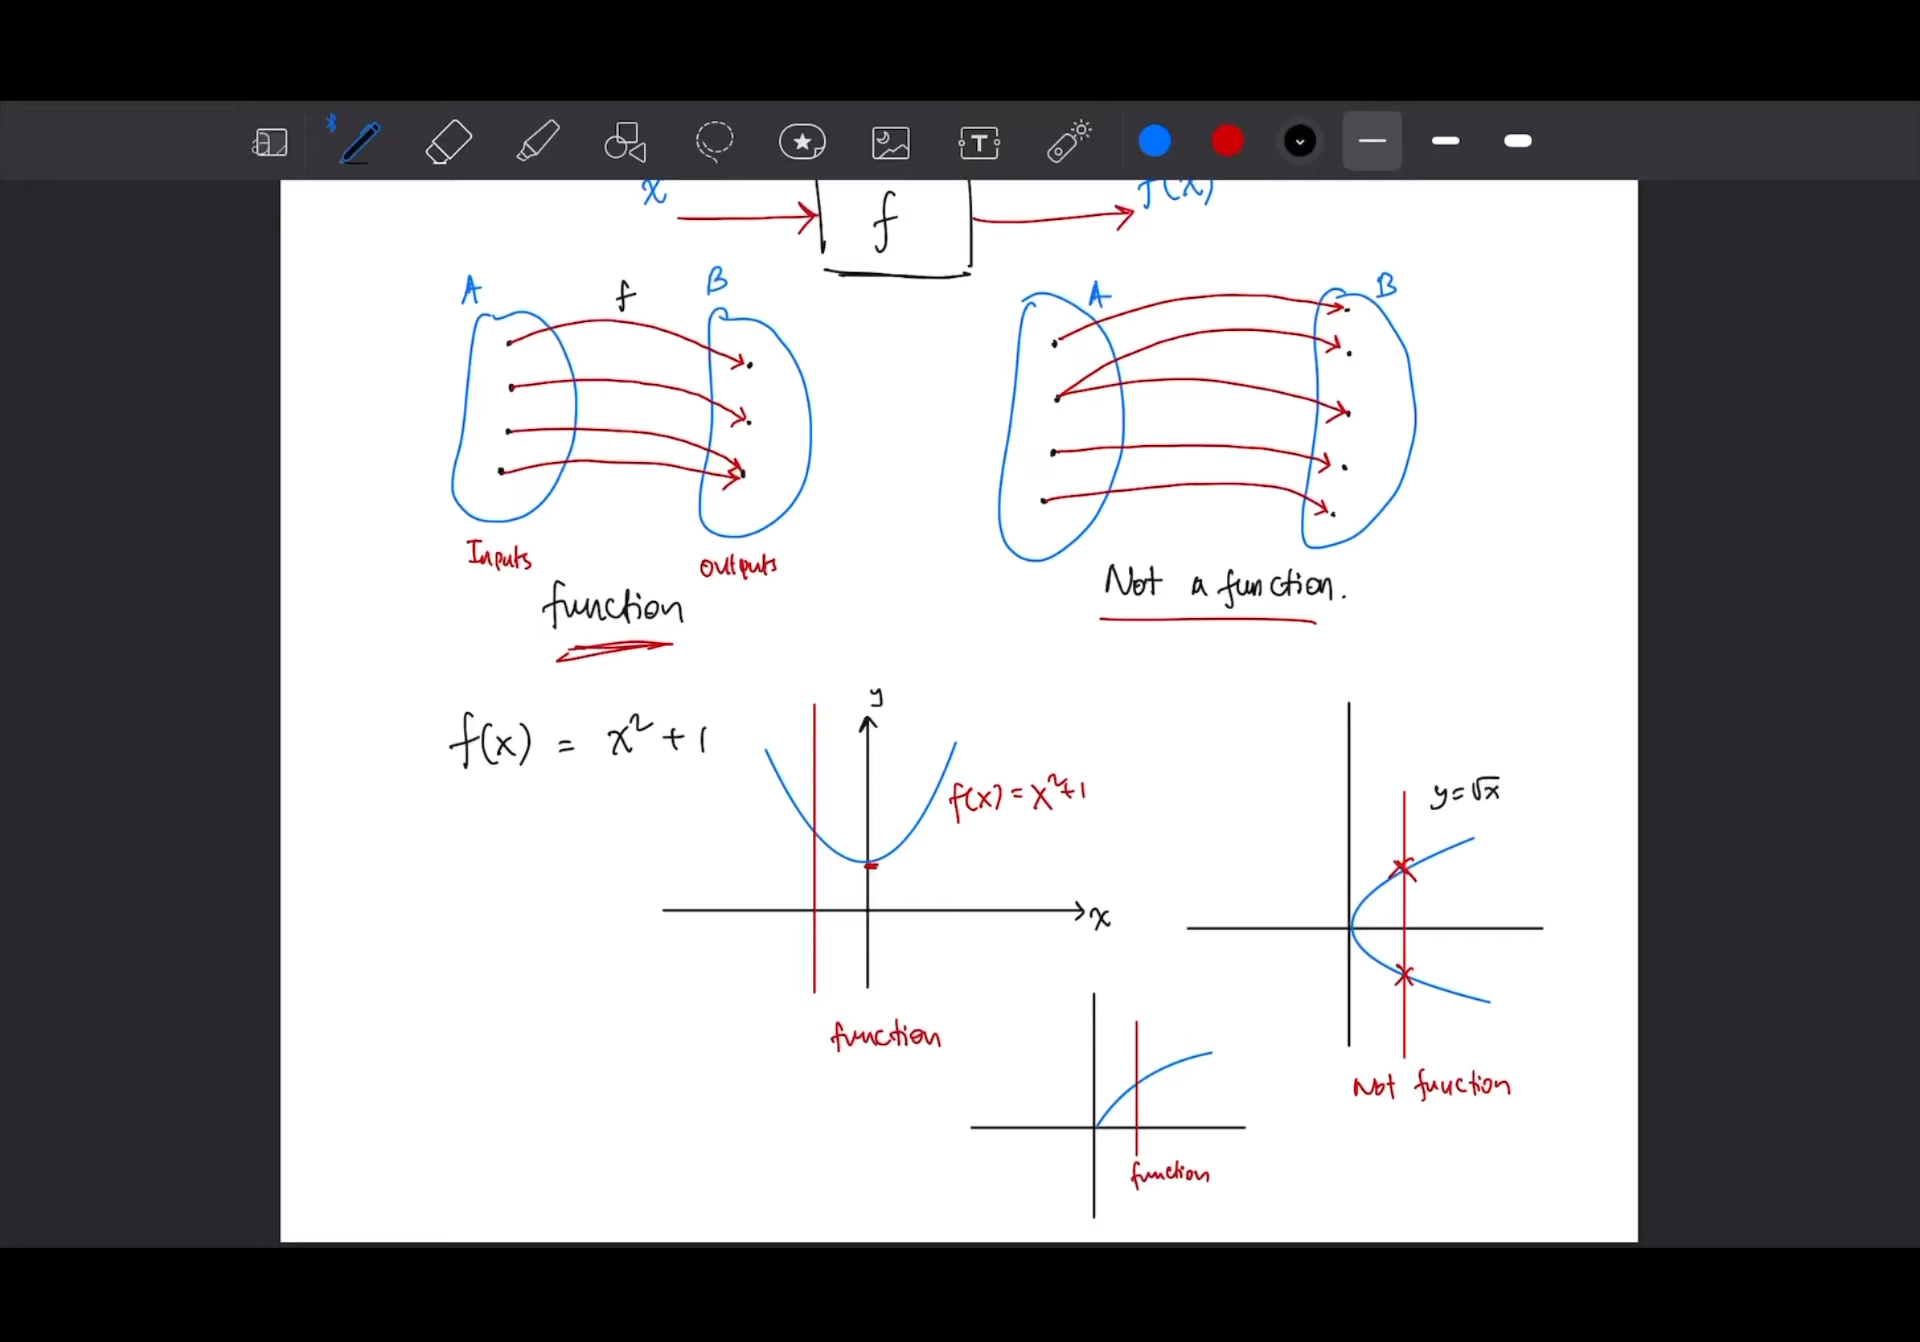 x
f
f(x)
A
f
B
A
B
Inputs
outputs
function
Not a function.
f(x) = x²+1
y
f(x) = x²+1
x
function
y=√x
Not function
function